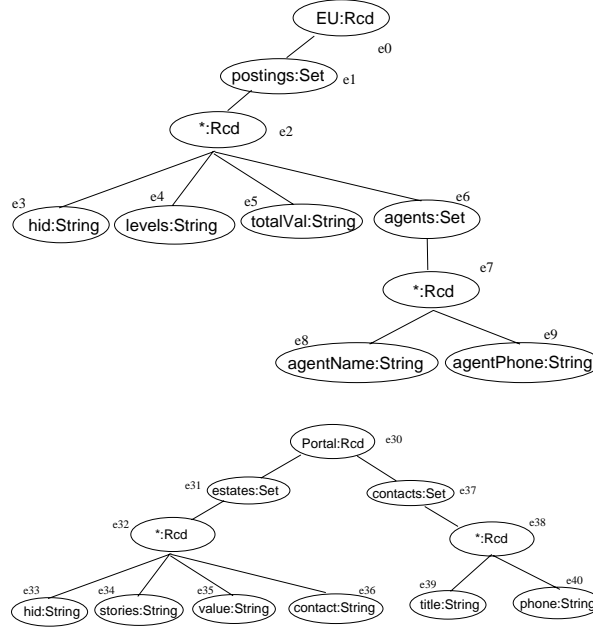 EU:Rcd
e0
postings:Set
e1
*:Rcd
e2
e3 e4 e5 e6
hid:String levels:String totalVal:String agents:Set
e7
*:Rcd
e8 e9
agentName:String agentPhone:String
Portal:Rcd e30
e31 estates:Set contacts:Set e37
e32 *:Rcd *:Rcd e38
e33 e34 e35 e36 e39 e40
hid:String stories:String value:String contact:String title:String phone:String